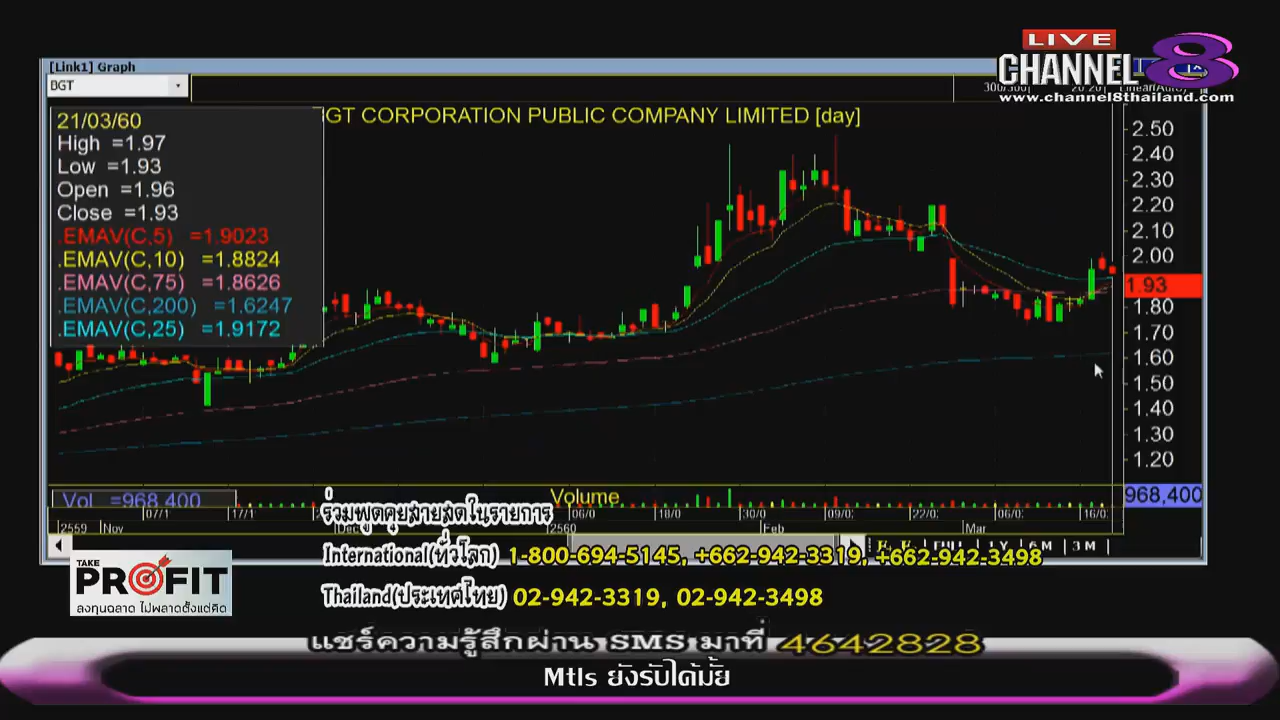 [Link1] Graph
LIVE
CHANNEL 8
www.channel8thailand.com
BGT
300/300
GT CORPORATION PUBLIC COMPANY LIMITED [day]
21/03/60
High =1.97
Low =1.93
Open =1.96
Close =1.93
.EMAV(C,5) =1.9023
.EMAV(C,10) =1.8824
.EMAV(C,75) =1.8626
.EMAV(C,200) =1.6247
.EMAV(C,25) =1.9172
2.50
2.40
2.30
2.20
2.10
2.00
1.93
1.80
1.70
1.60
1.50
1.40
1.30
1.20
Vol =968,400
Volume
968,400
07/1 17/1 06/0 18/0 30/0 09/0 22/0 06/0 16/0
2559 Nov Dec 2560 Feb Mar
1Y 6M 3M
ร่วมพูดคุยสายสดในรายการ
International(ทั่วโลก) 1-800-694-5145, +662-942-3319, +662-942-3498
Thailand(ประเทศไทย) 02-942-3319, 02-942-3498
TAKE
PROFIT
ลงทุนฉลาด ไม่พลาดตั้งแต่คิด
แชร์ความรู้สึกผ่าน SMS มาที่ 4642828
Mtls ยังรับได้มั้ย